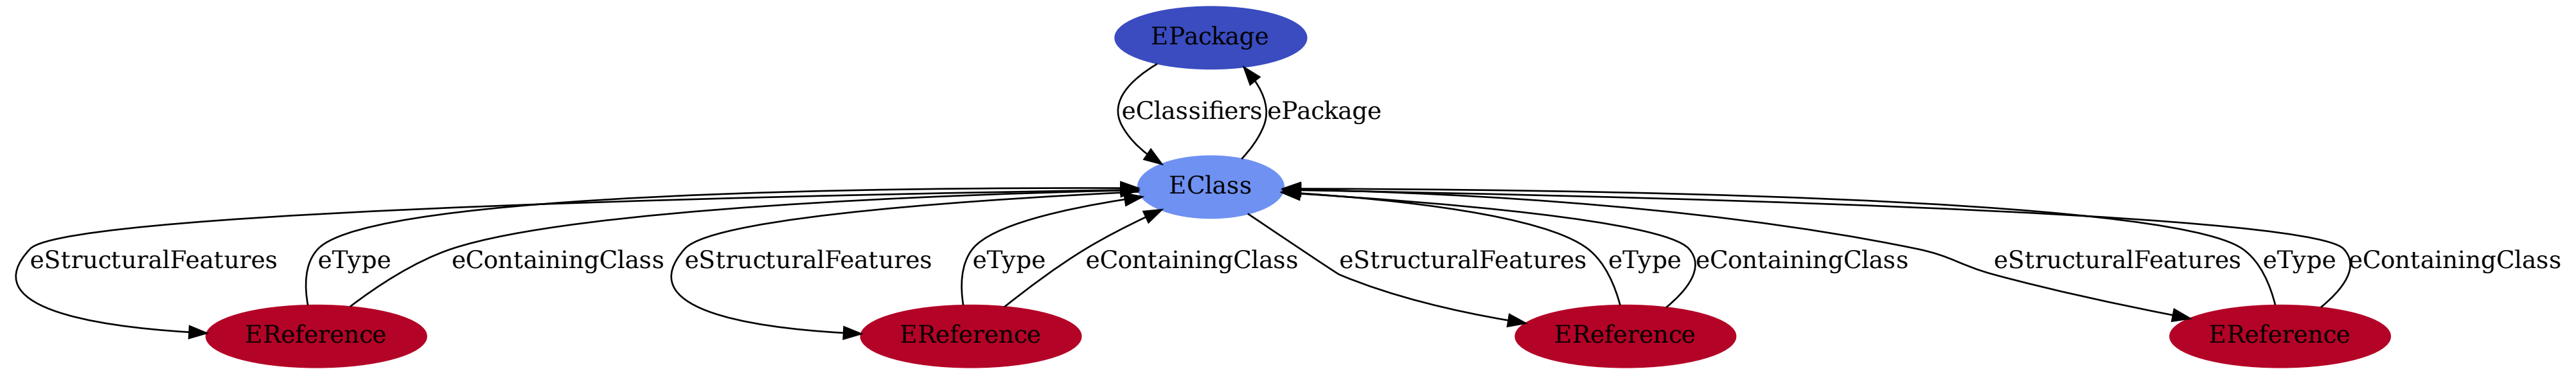 EPackage
eClassifiers
ePackage
EClass
eStructuralFeatures
eType
eContainingClass
eStructuralFeatures
eType
eContainingClass
eStructuralFeatures
eType
eContainingClass
eStructuralFeatures
eType
eContainingClass
EReference
EReference
EReference
EReference